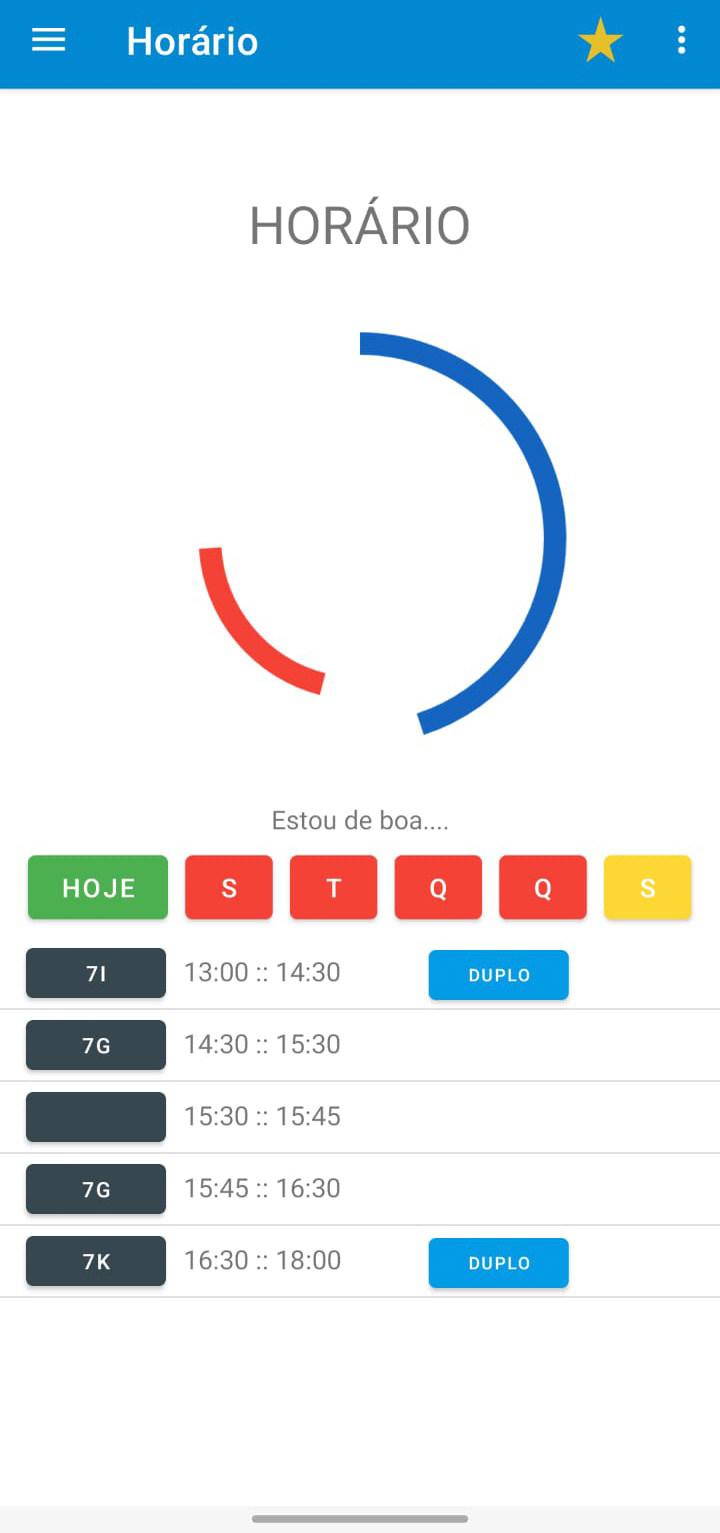 Horário
HORÁRIO
Estou de boa....
HOJE S T Q Q S
7I 13:00 :: 14:30 DUPLO
7G 14:30 :: 15:30
15:30 :: 15:45
7G 15:45 :: 16:30
7K 16:30 :: 18:00 DUPLO